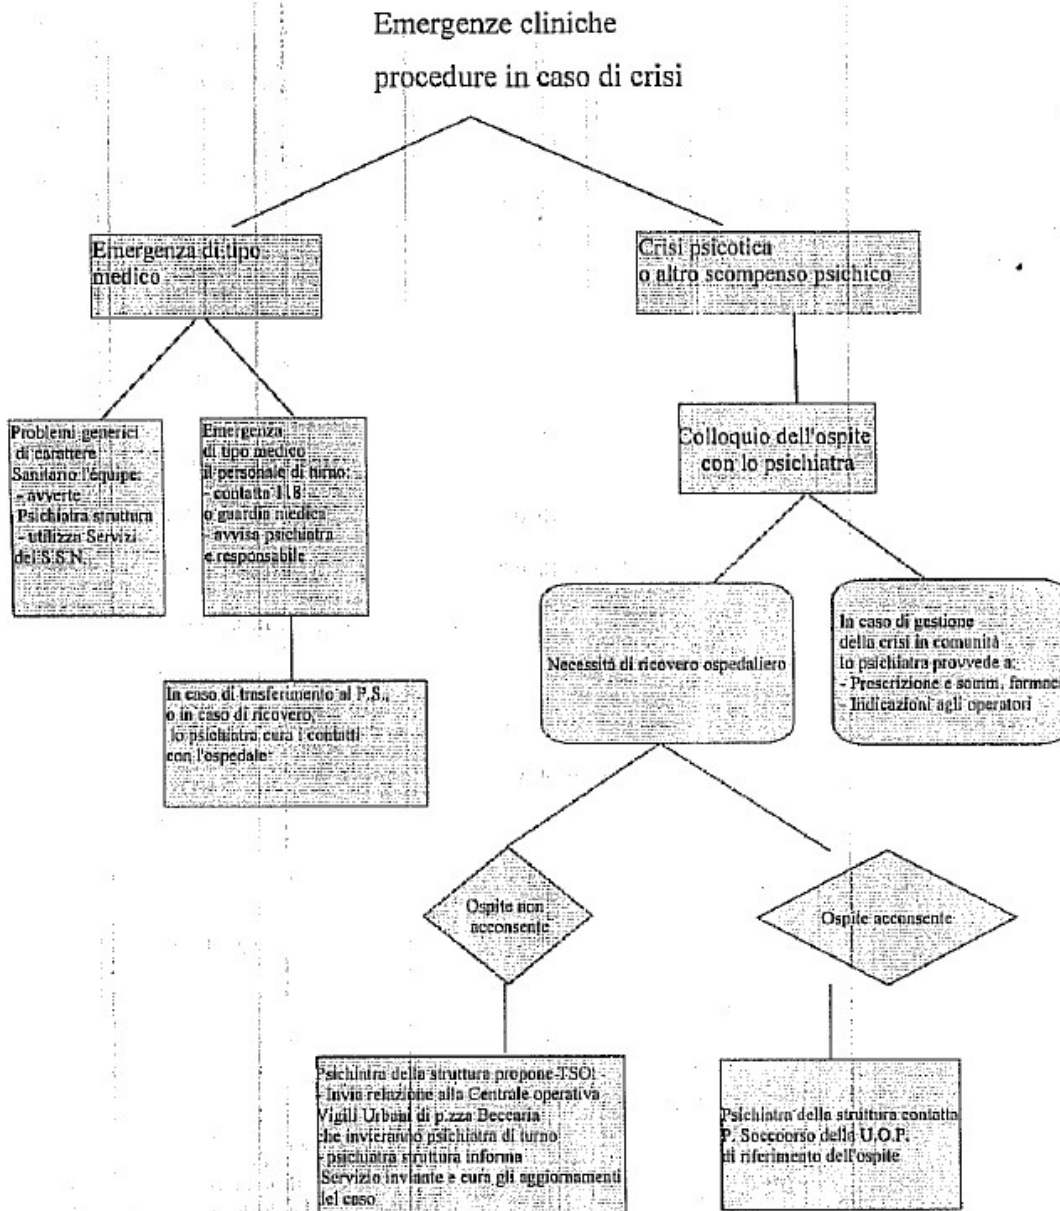 Emergenze cliniche
procedure in caso di crisi
Emergenza di tipo
medico
Crisi psicotica
o altro scompenso psichico
Problemi generici
di carattere
Sanitario l'équipe:
- avverte
Psichiatra struttura
- utilizza Servizi
del S.S.N.
Emergenza
di tipo medico
il personale di turno:
- contatta 118
o guardia medica
- avvisa psichiatra
e responsabile
Colloquio dell'ospite
con lo psichiatra
In caso di trasferimento al P.S.,
o in caso di ricovero,
lo psichiatra cura i contatti
con l'ospedale
Necessità di ricovero ospedaliero
In caso di gestione
della crisi in comunità
lo psichiatra provvede a:
- Prescrizione e somm. farmaci
- Indicazioni agli operatori
Ospite non
acconsente
Ospite acconsente
Psichiatra della struttura propone TSO:
- Invia relazione alla Centrale operativa
Vigili Urbani di p.zza Beccaria
che invieranno psichiatra di turno
- psichiatra struttura informa
Servizio inviante e cura gli aggiornamenti
del caso
Psichiatra della struttura contatta
P. Soccoorso della U.O.P.
di riferimento dell'ospite